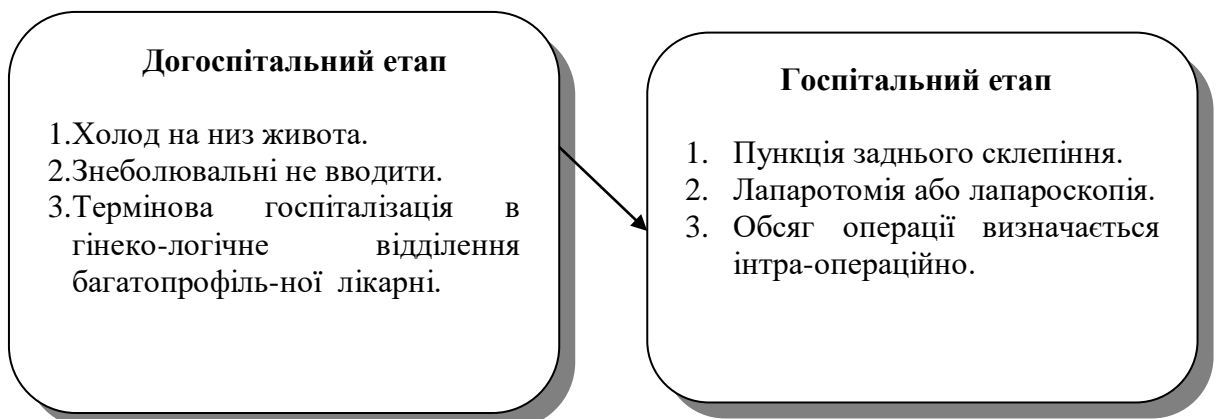 Догоспітальний етап
1.Холод на низ живота.
2.Знеболювальні не вводити.
3.Термінова госпіталізація в
гінеко-логічне відділення
багатопрофіль-ної лікарні.
Госпітальний етап
1. Пункція заднього склепіння.
2. Лапаротомія або лапароскопія.
3. Обсяг операції визначається
інтра-операційно.